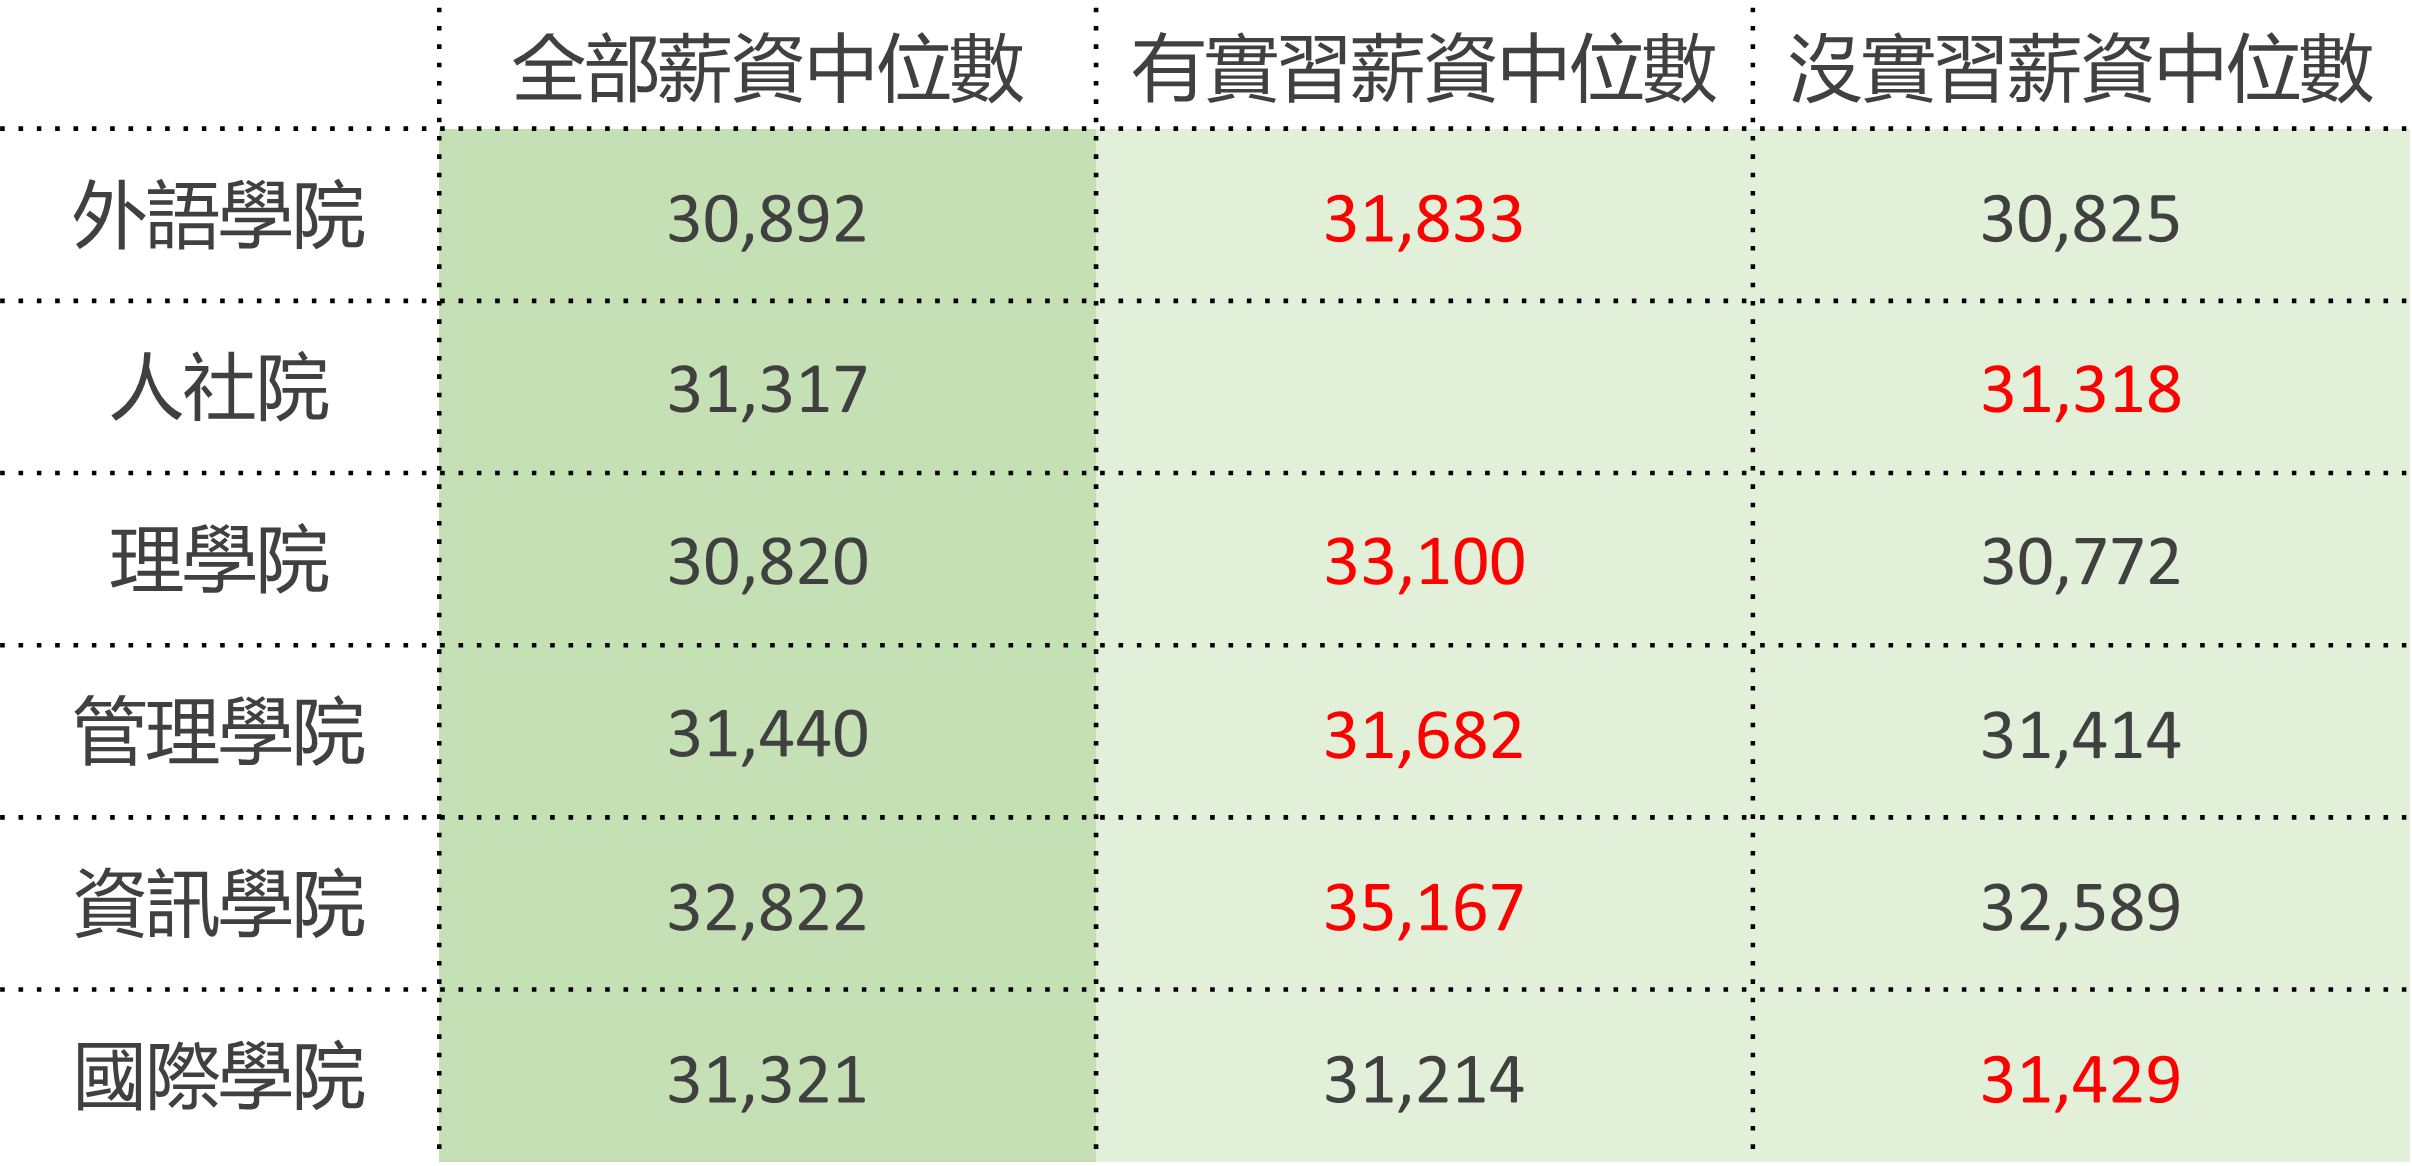 全部薪資中位數 有實習薪資中位數 沒實習薪資中位數
外語學院 30,892 31,833 30,825
人社院 31,317 31,318
理學院 30,820 33,100 30,772
管理學院 31,440 31,682 31,414
資訊學院 32,822 35,167 32,589
國際學院 31,321 31,214 31,429